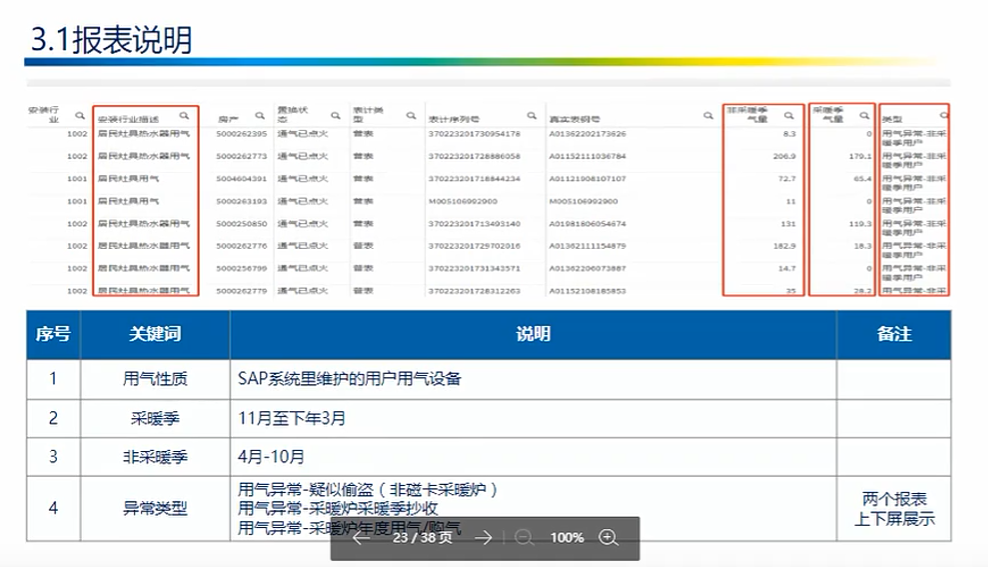 3.1报表说明
安装行业 安装行业描述 房产 置换状态 表计类型 表计序列号 真实表钢号 非采暖季气量 采暖季气量 类型
1002 居民灶具热水器用气 5000262395 通气已点火 普表 370223201730954178 A01362202173626 8.3 0 用气异常-非采暖季用户
1002 居民灶具热水器用气 5000262773 通气已点火 普表 370223201728886058 A01152111036784 206.9 179.1 用气异常-非采暖季用户
1001 居民灶具用气 5004604391 通气已点火 普表 370223201718844234 A01121908107107 72.7 65.4 用气异常-非采暖季用户
1001 居民灶具用气 5000263193 通气已点火 普表 M005106992900 M005106992900 11 0 用气异常-非采暖季用户
1002 居民灶具热水器用气 5000250850 通气已点火 普表 370223201713493140 A01981806054674 131 119.3 用气异常-非采暖季用户
1002 居民灶具热水器用气 5000262776 通气已点火 普表 370223201729702016 A01362111154879 182.9 18.3 用气异常-非采暖季用户
1002 居民灶具热水器用气 5000256799 通气已点火 普表 370223201731343571 A01362206073887 14.7 0 用气异常-非采暖季用户
1002 居民灶具热水器用气 5000262779 通气已点火 普表 370223201728312263 A01152108185853 35 28.2 用气异常-非采
序号 关键词 说明 备注
1 用气性质 SAP系统里维护的用户用气设备
2 采暖季 11月至下年3月
3 非采暖季 4月-10月
4 异常类型 用气异常-疑似偷盗（非磁卡采暖炉）
用气异常-采暖炉采暖季抄收
用气异常-采暖炉年度用气/购气
两个报表
上下屏展示
23 / 38 页 100%